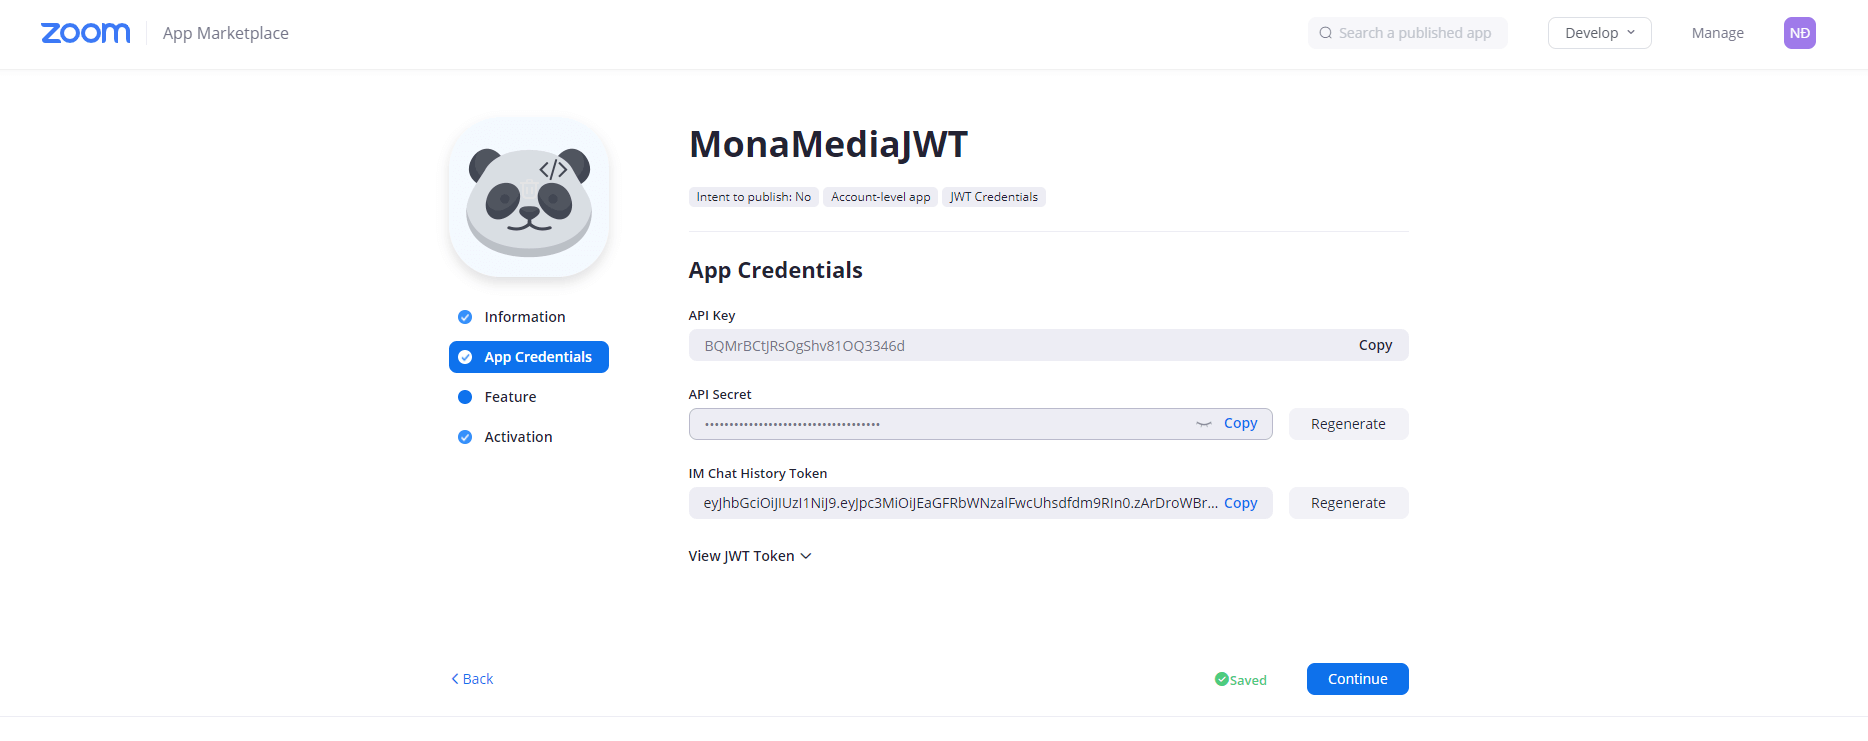 zoom App Marketplace Search a published app Develop Manage NĐ
MonaMediaJWT
Intent to publish: No Account-level app JWT Credentials
App Credentials
API Key
BQMrBCtJRsOgShv81OQ3346d Copy
API Secret
Copy Regenerate
IM Chat History Token
eyJhbGciOiJIUzI1NiJ9.eyJpc3MiOiJEaGFRbWNzalFwcUhsdfdm9RIn0.zArDroWBr... Copy Regenerate
View JWT Token
Information
App Credentials
Feature
Activation
Back Saved Continue